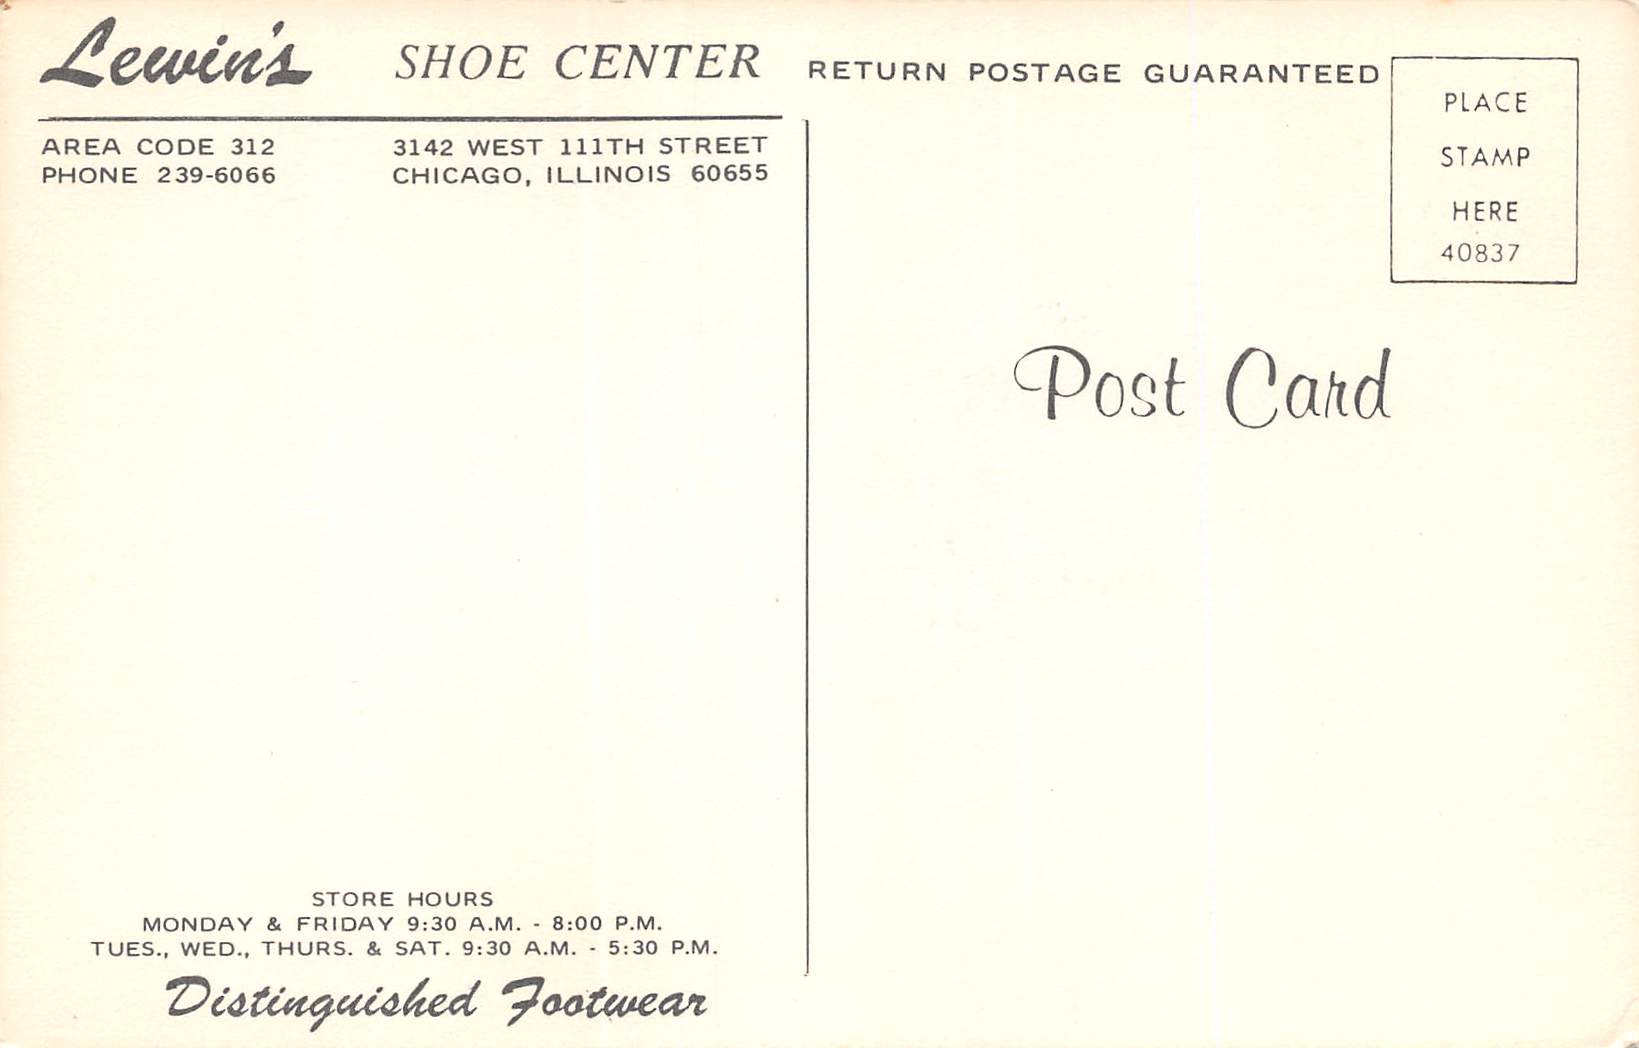 Lewin's SHOE CENTER
AREA CODE 312
PHONE 239-6066
3142 WEST 111TH STREET
CHICAGO, ILLINOIS 60655
RETURN POSTAGE GUARANTEED
PLACE
STAMP
HERE
40837
Post Card
STORE HOURS
MONDAY & FRIDAY 9:30 A.M. - 8:00 P.M.
TUES., WED., THURS. & SAT. 9:30 A.M. - 5:30 P.M.
Distinguished Footwear